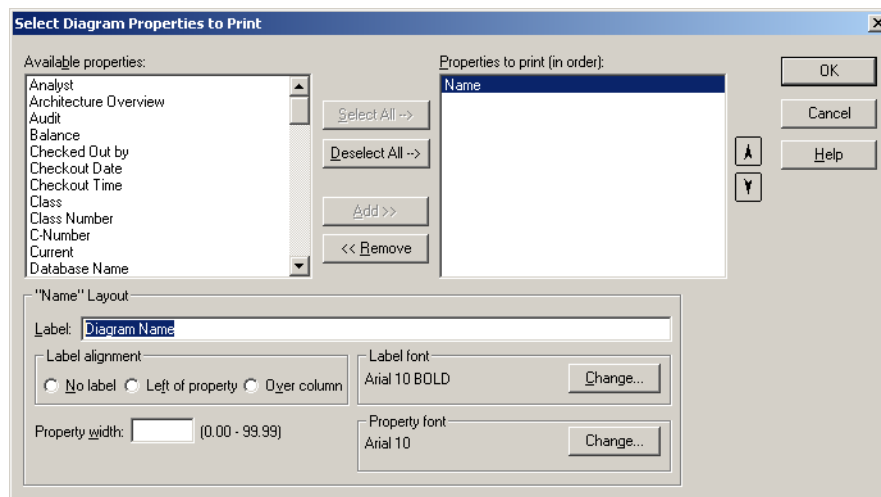 Select Diagram Properties to Print
Available properties:
Analyst
Architecture Overview
Audit
Balance
Checked Out by
Checkout Date
Checkout Time
Class
Class Number
C-Number
Current
Database Name
Select All -->
Deselect All -->
Add >>
<< Remove
Properties to print (in order):
Name
OK
Cancel
Help
"Name" Layout
Label: Diagram Name
Label alignment
No label Left of property Over column
Property width: (0.00 - 99.99)
Label font
Arial 10 BOLD Change...
Property font
Arial 10 Change...